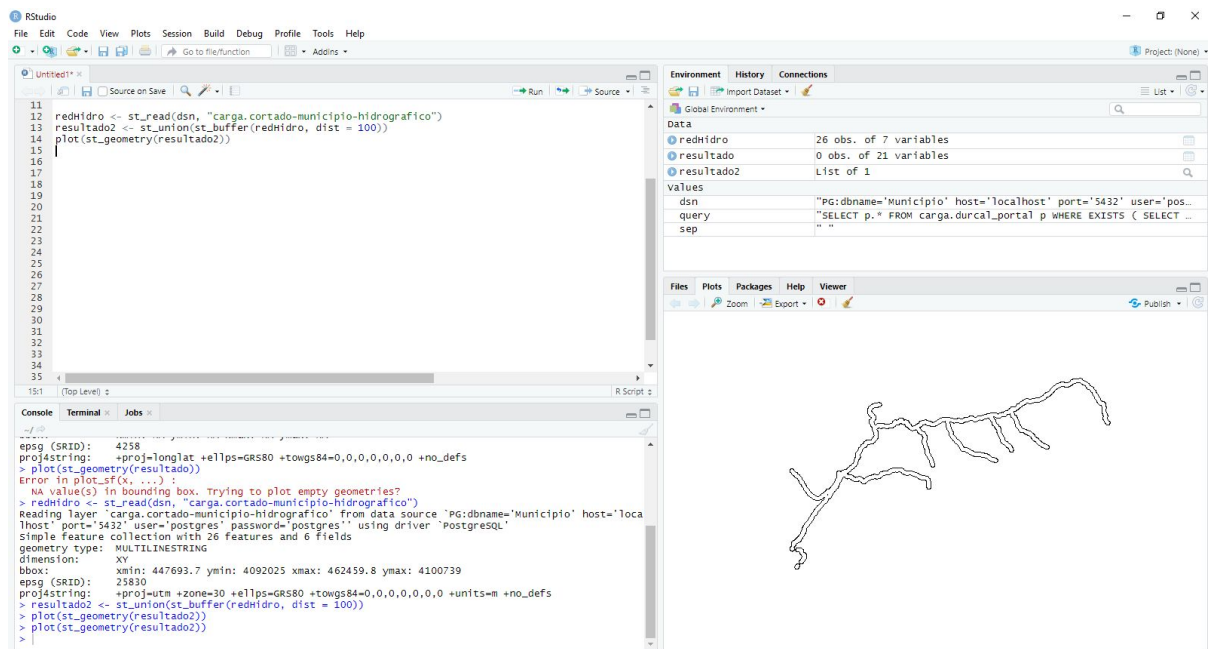 RStudio
File Edit Code View Plots Session Build Debug Profile Tools Help
Go to file/function Addins Project: (None)
Untitled1*
Source on Save Run Source
11
12 redHidro <- st_read(dsn, "carga.cortado-municipio-hidrografico")
13 resultado2 <- st_union(st_buffer(redHidro, dist = 100))
14 plot(st_geometry(resultado2))
15
16
17
18
19
20
21
22
23
24
25
26
27
28
29
30
31
32
33
34
35
15:1 (Top Level) R Script
Console Terminal Jobs
~/
epsg (SRID): 4258
proj4string: +proj=longlat +ellps=GRS80 +towgs84=0,0,0,0,0,0,0 +no_defs
> plot(st_geometry(resultado))
Error in plot_sf(x, ...) :
NA value(s) in bounding box. Trying to plot empty geometries?
> redHidro <- st_read(dsn, "carga.cortado-municipio-hidrografico")
Reading layer `carga.cortado-municipio-hidrografico' from data source `PG:dbname='Municipio' host='loca
lhost' port='5432' user='postgres' password='postgres'' using driver `PostgreSQL'
Simple feature collection with 26 features and 6 fields
geometry type: MULTILINESTRING
dimension: XY
bbox: xmin: 447693.7 ymin: 4092025 xmax: 462459.8 ymax: 4100739
epsg (SRID): 25830
proj4string: +proj=utm +zone=30 +ellps=GRS80 +towgs84=0,0,0,0,0,0,0 +units=m +no_defs
> resultado2 <- st_union(st_buffer(redHidro, dist = 100))
> plot(st_geometry(resultado2))
> plot(st_geometry(resultado2))
>
Environment History Connections
Import Dataset List
Global Environment
Data
redHidro 26 obs. of 7 variables
resultado 0 obs. of 21 variables
resultado2 List of 1
Values
dsn "PG:dbname='Municipio' host='localhost' port='5432' user='pos…
query "SELECT p.* FROM carga.durcal_portal p WHERE EXISTS ( SELECT …
sep " "
Files Plots Packages Help Viewer
Zoom Export Publish